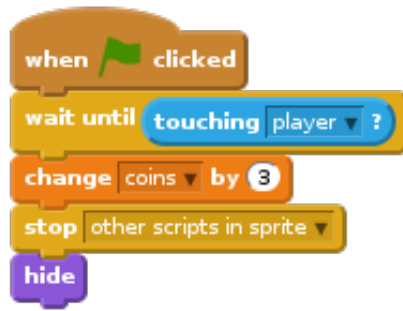 when clicked
wait until touching player ?
change coins by 3
stop other scripts in sprite
hide